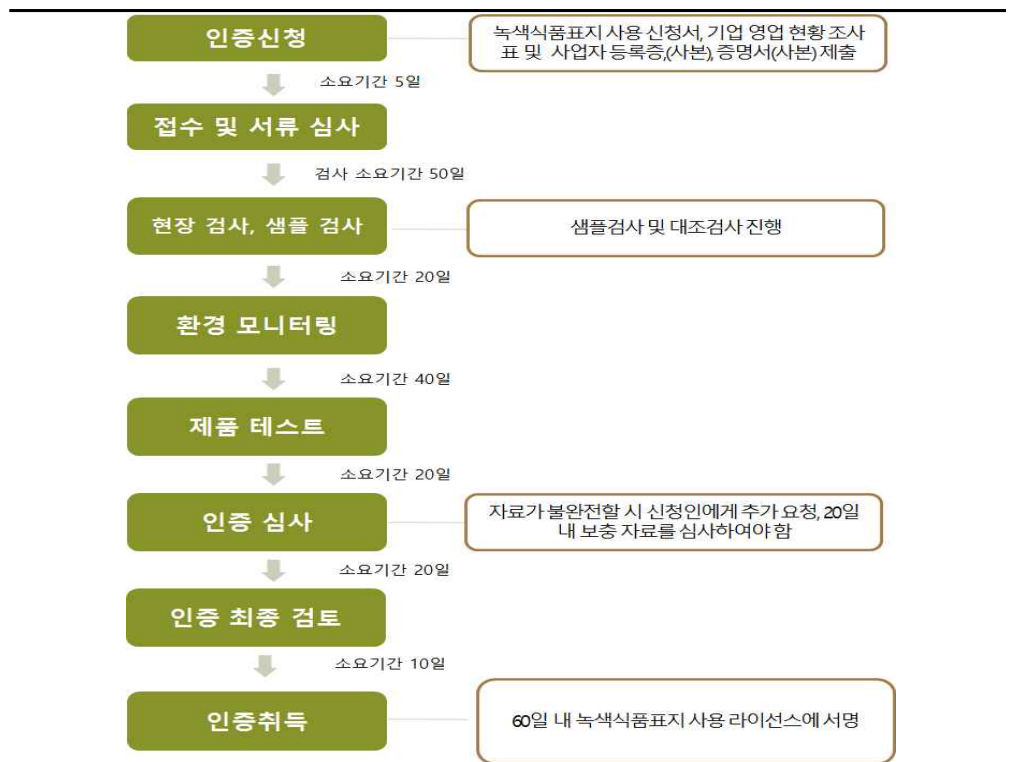 인증신청
녹색식품표지 사용 신청서, 기업 영업 현황 조사
표 및 사업자 등록증,(사본), 증명서(사본) 제출
소요기간 5일
접수 및 서류 심사
검사 소요기간 50일
현장 검사, 샘플 검사
샘플검사 및 대조검사 진행
소요기간 20일
환경 모니터링
소요기간 40일
제품 테스트
소요기간 20일
인증 심사
자료가 불완전할 시 신청인에게 추가 요청, 20일
내 보충 자료를 심사하여야 함
소요기간 20일
인증 최종 검토
소요기간 10일
인증취득
60일 내 녹색식품표지 사용 라이선스에 서명